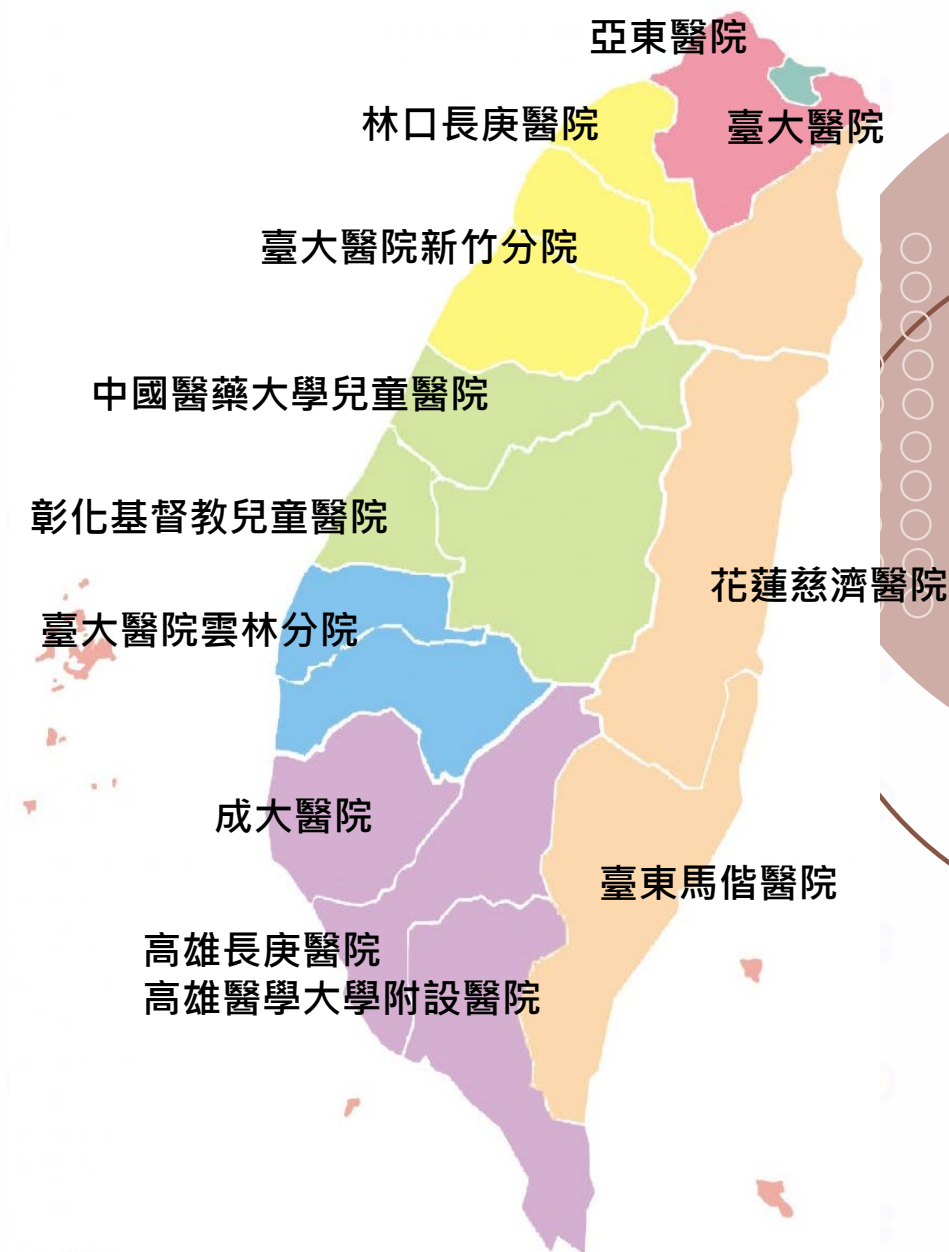 亞東醫院
林口長庚醫院
臺大醫院
臺大醫院新竹分院
中國醫藥大學兒童醫院
彰化基督教兒童醫院
花蓮慈濟醫院
臺大醫院雲林分院
成大醫院
臺東馬偕醫院
高雄長庚醫院
高雄醫學大學附設醫院